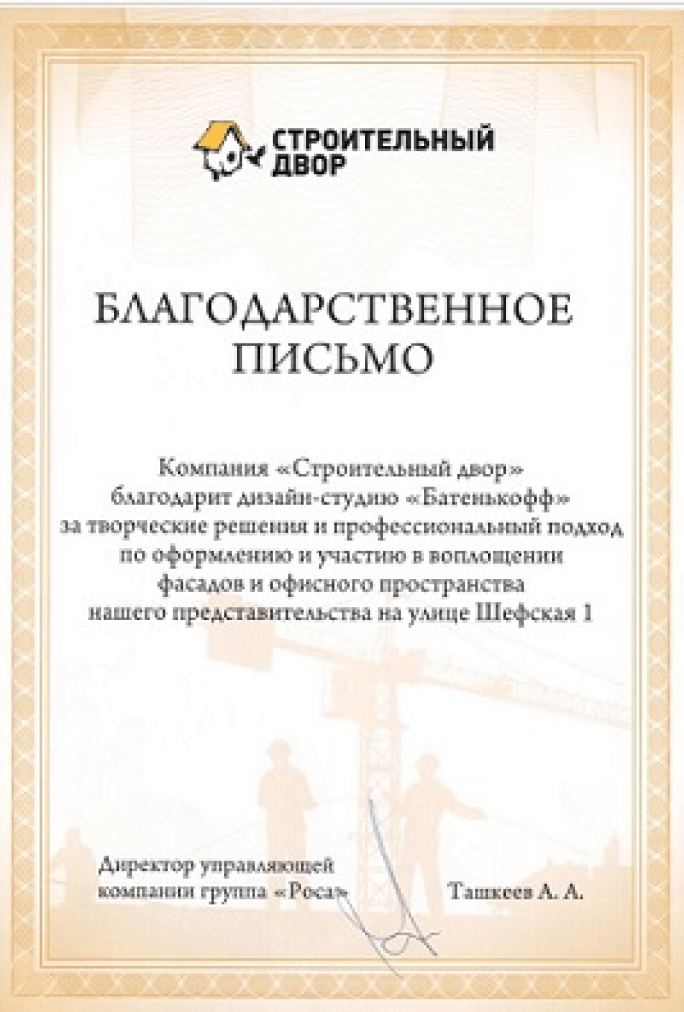 СТРОИТЕЛЬНЫЙ
ДВОР
БЛАГОДАРСТВЕННОЕ
ПИСЬМО
Компания «Строительный двор»
благодарит дизайн-студию «Батенькофф»
за творческие решения и профессиональный подход
по оформлению и участию в воплощении
фасадов и офисного пространства
нашего представительства на улице Шефская 1
Директор управляющей
компании группа «Роса»
Ташкеев А. А.